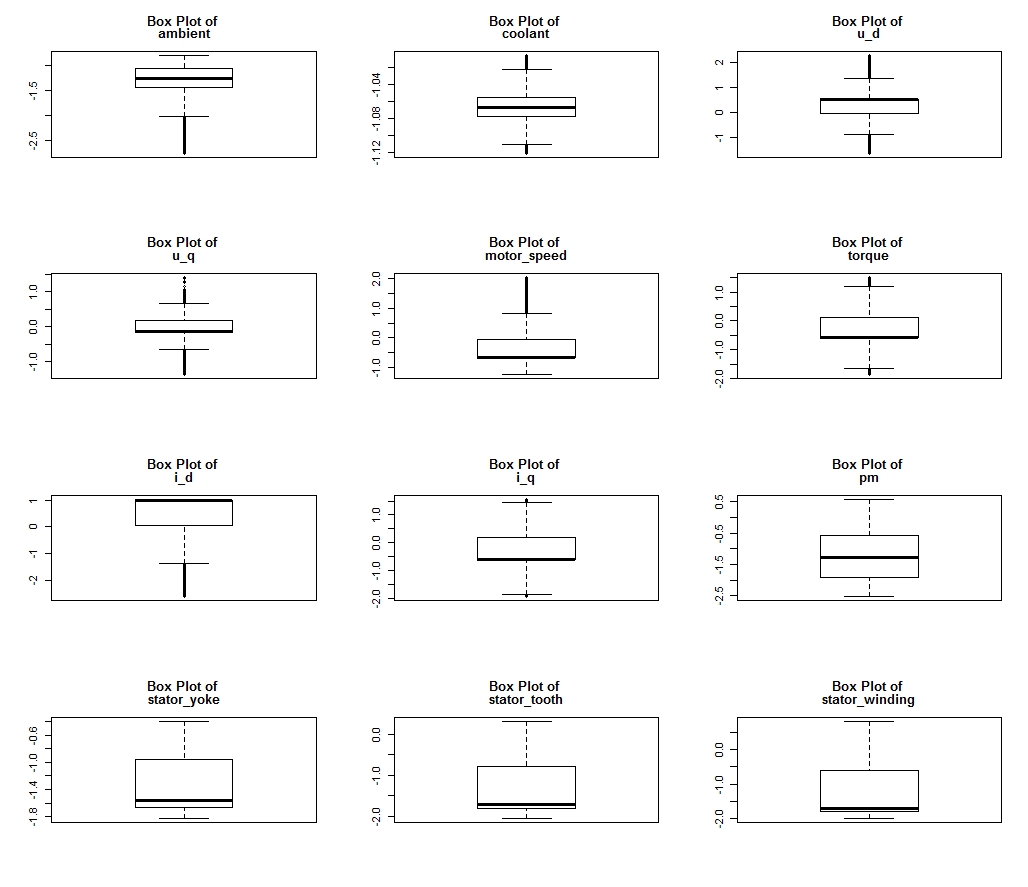 Box Plot of
ambient
-1.5
-2.5
Box Plot of
coolant
-1.04
-1.08
-1.12
Box Plot of
u_d
2
1
0
-1
Box Plot of
u_q
1.0
0.0
-1.0
Box Plot of
motor_speed
2.0
1.0
0.0
-1.0
Box Plot of
torque
1.0
0.0
-1.0
-2.0
Box Plot of
i_d
1
0
-1
-2
Box Plot of
i_q
1.0
0.0
-1.0
-2.0
Box Plot of
pm
0.5
-0.5
-1.5
-2.5
Box Plot of
stator_yoke
-0.6
-1.0
-1.4
-1.8
Box Plot of
stator_tooth
0.0
-1.0
-2.0
Box Plot of
stator_winding
0.0
-1.0
-2.0